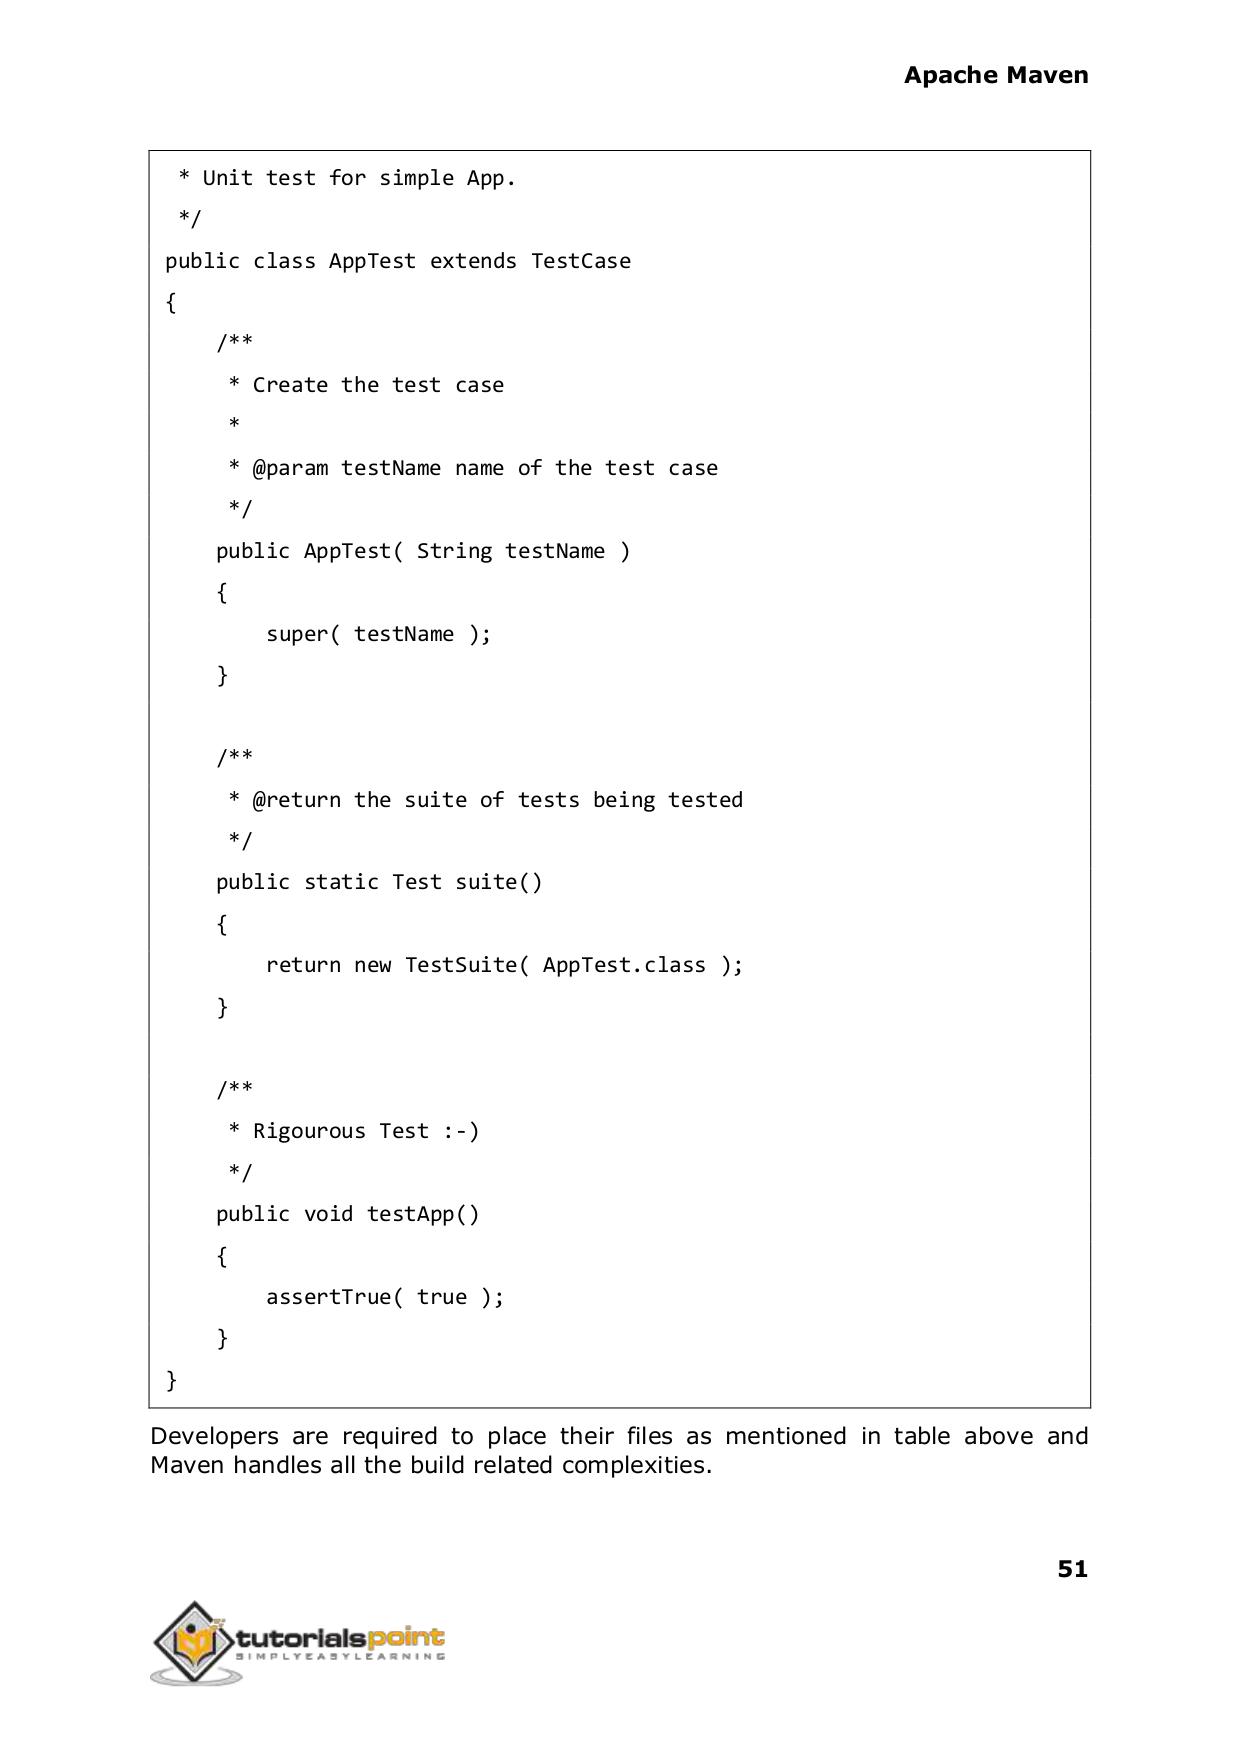 Apache Maven
 * Unit test for simple App.
 */
public class AppTest extends TestCase
{
    /**
     * Create the test case
     *
     * @param testName name of the test case
     */
    public AppTest( String testName )
    {
        super( testName );
    }

    /**
     * @return the suite of tests being tested
     */
    public static Test suite()
    {
        return new TestSuite( AppTest.class );
    }

    /**
     * Rigourous Test :-)
     */
    public void testApp()
    {
        assertTrue( true );
    }
}
Developers are required to place their files as mentioned in table above and
Maven handles all the build related complexities.
51
tutorialspoint
SIMPLYEASYLEARNING